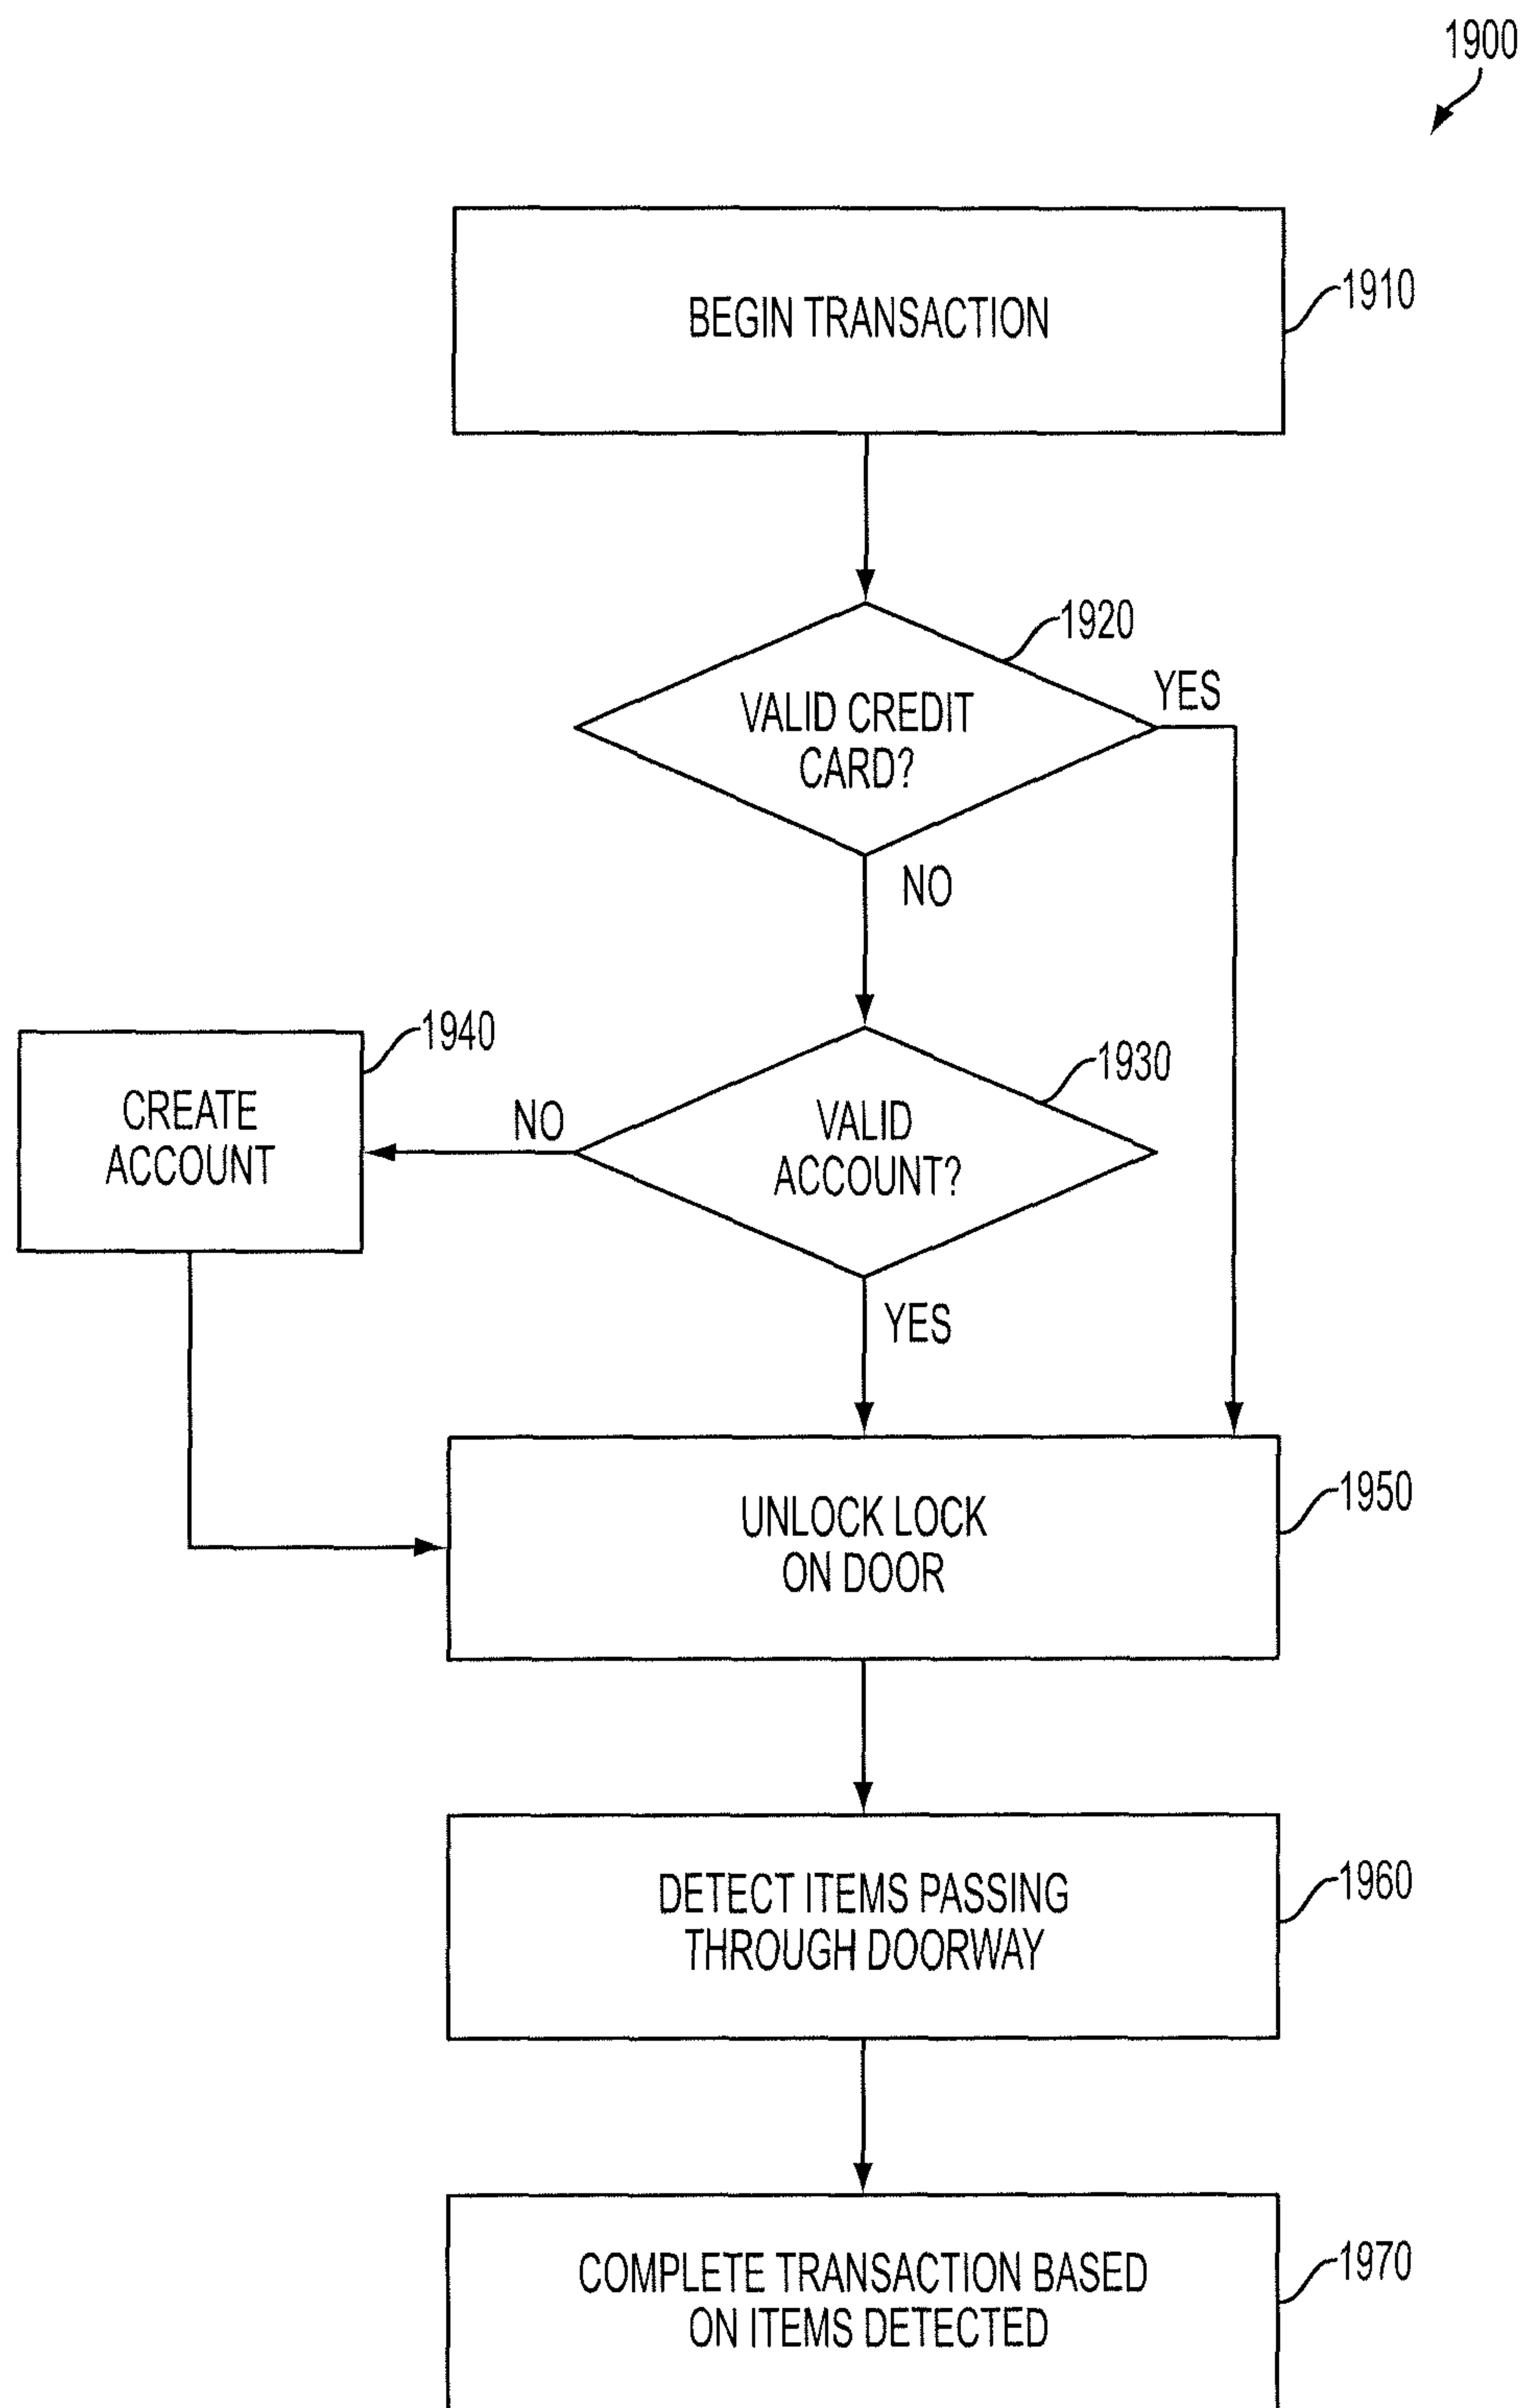 1900
BEGIN TRANSACTION
1910
1920
VALID CREDIT
CARD?
YES
NO
1940
CREATE
ACCOUNT
NO
1930
VALID
ACCOUNT?
YES
UNLOCK LOCK
ON DOOR
1950
DETECT ITEMS PASSING
THROUGH DOORWAY
1960
COMPLETE TRANSACTION BASED
ON ITEMS DETECTED
1970